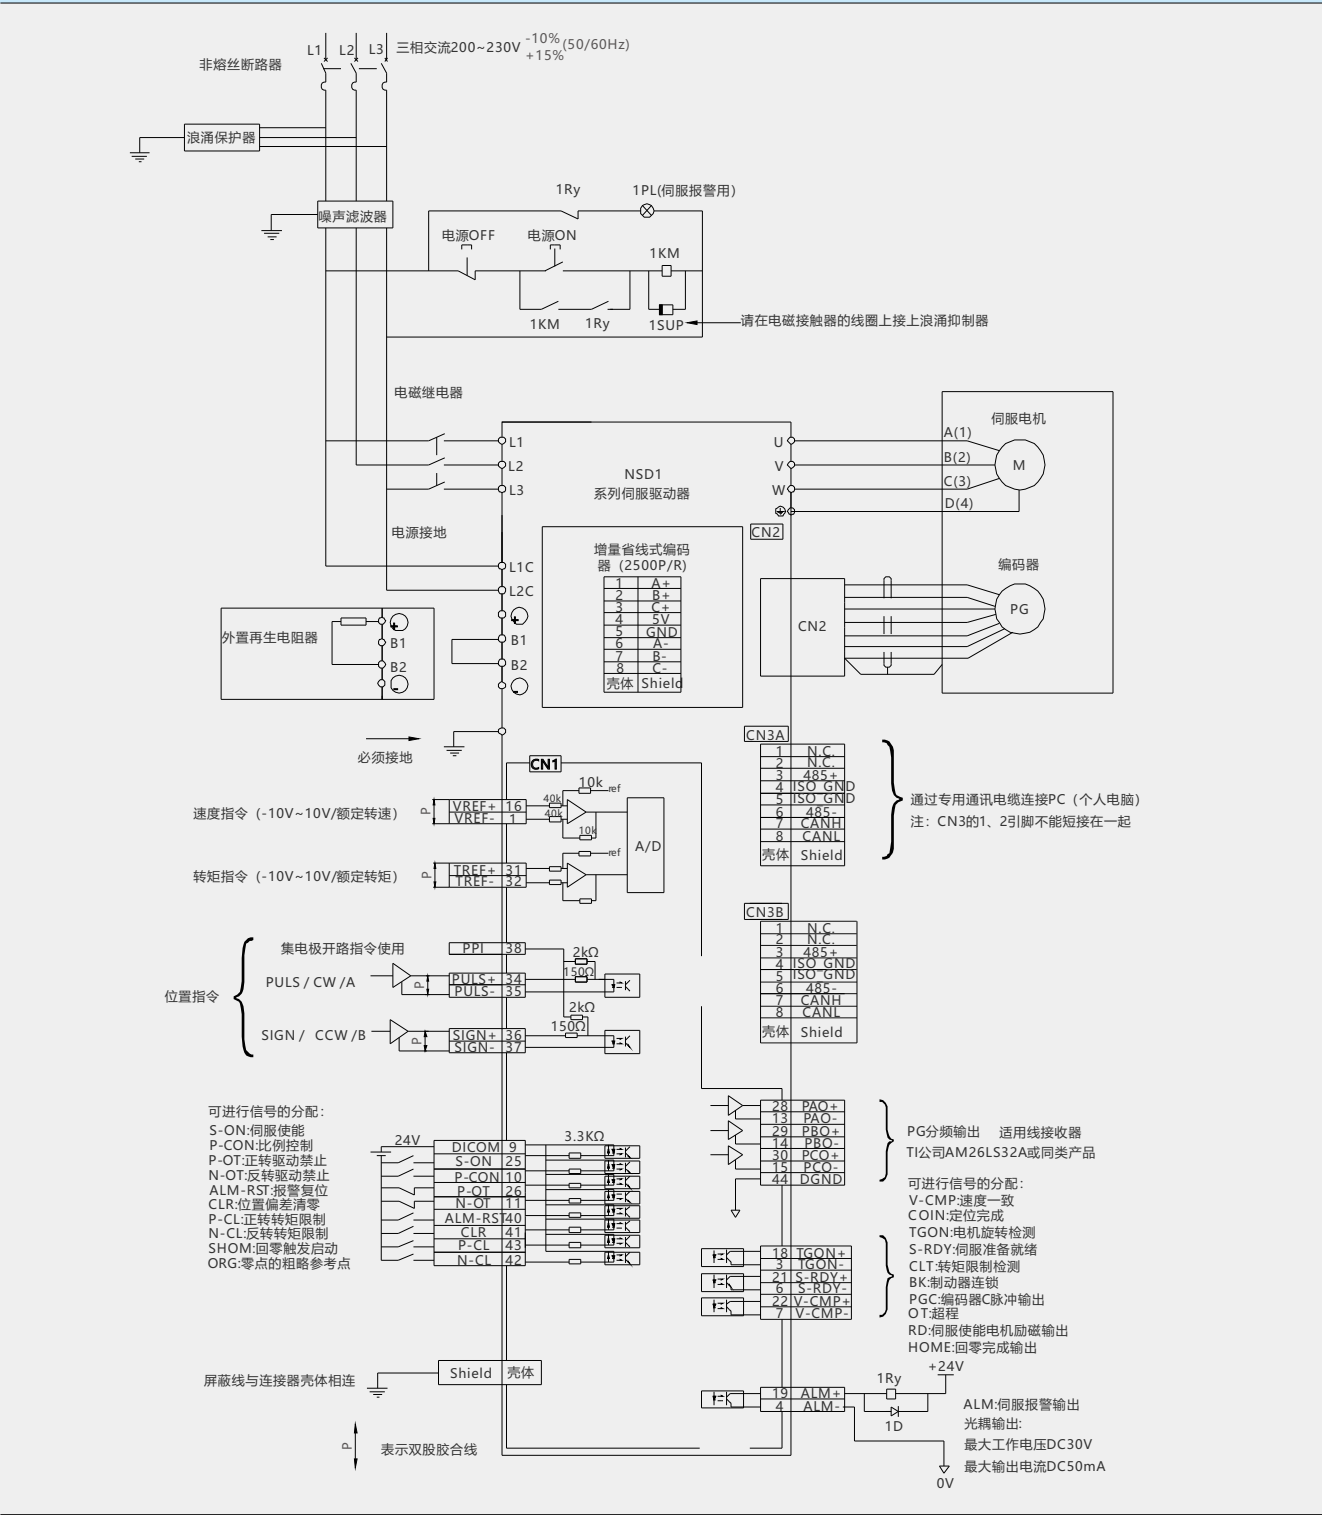 L1 L2 L3 三相交流200~230V -10% +15% (50/60Hz)
非熔丝断路器
浪涌保护器
噪声滤波器
1Ry 1PL(伺服报警用)
电源OFF 电源ON
1KM
1KM 1Ry 1SUP 请在电磁接触器的线圈上接上浪涌抑制器
电磁继电器
L1
L2
L3
NSD1
系列伺服驱动器
U
V
W
A(1)
B(2)
C(3)
D(4)
伺服电机
M
电源接地
CN2
L1C
L2C
增量省线式编码
器（2500P/R)
1 A+
2 B+
3 C+
4 5V
5 GND
6 A-
7 B-
8 C-
壳体 Shield
编码器
PG
CN2
外置再生电阻器
+
B1
B2
-
+
B1
B2
-
必须接地
CN1
速度指令（-10V~10V/额定转速）
P
VREF+ 16
VREF- 1
40k
40k
10k
ref
10k
A/D
转矩指令（-10V~10V/额定转矩）
P
TREF+ 31
TREF- 32
ref
CN3A
1 N.C.
2 N.C.
3 485+
4 ISO_GND
5 ISO_GND
6 485-
7 CANH
8 CANL
壳体 Shield
通过专用通讯电缆连接PC（个人电脑）
注：CN3的1、2引脚不能短接在一起
CN3B
1 N.C.
2 N.C.
3 485+
4 ISO_GND
5 ISO_GND
6 485-
7 CANH
8 CANL
壳体 Shield
位置指令
集电极开路指令使用
PPI 38
2kΩ
PULS / CW /A
P
PULS+ 34
PULS- 35
150Ω
2kΩ
SIGN / CCW /B
P
SIGN+ 36
SIGN- 37
150Ω
可进行信号的分配：
S-ON:伺服使能
P-CON:比例控制
P-OT:正转驱动禁止
N-OT:反转驱动禁止
ALM-RST:报警复位
CLR:位置偏差清零
P-CL:正转转矩限制
N-CL:反转转矩限制
SHOM:回零触发启动
ORG:零点的粗略参考点
24V
3.3KΩ
DICOM 9
S-ON 25
P-CON 10
P-OT 26
N-OT 11
ALM-RST 40
CLR 41
P-CL 43
N-CL 42
28 PAO+
13 PAO-
29 PBO+
14 PBO-
30 PCO+
15 PCO-
44 DGND
PG分频输出 适用线接收器
TI公司AM26LS32A或同类产品
可进行信号的分配：
V-CMP:速度一致
COIN:定位完成
TGON:电机旋转检测
S-RDY:伺服准备就绪
CLT:转矩限制检测
BK:制动器连锁
PGC:编码器C脉冲输出
OT:超程
RD:伺服使能电机励磁输出
HOME:回零完成输出
18 TGON+
3 TGON-
21 S-RDY+
6 S-RDY-
22 V-CMP+
7 V-CMP-
屏蔽线与连接器壳体相连
Shield 壳体
+24V
1Ry
19 ALM+
4 ALM-
1D
ALM:伺服报警输出
光耦输出:
最大工作电压DC30V
最大输出电流DC50mA
0V
P
表示双股胶合线